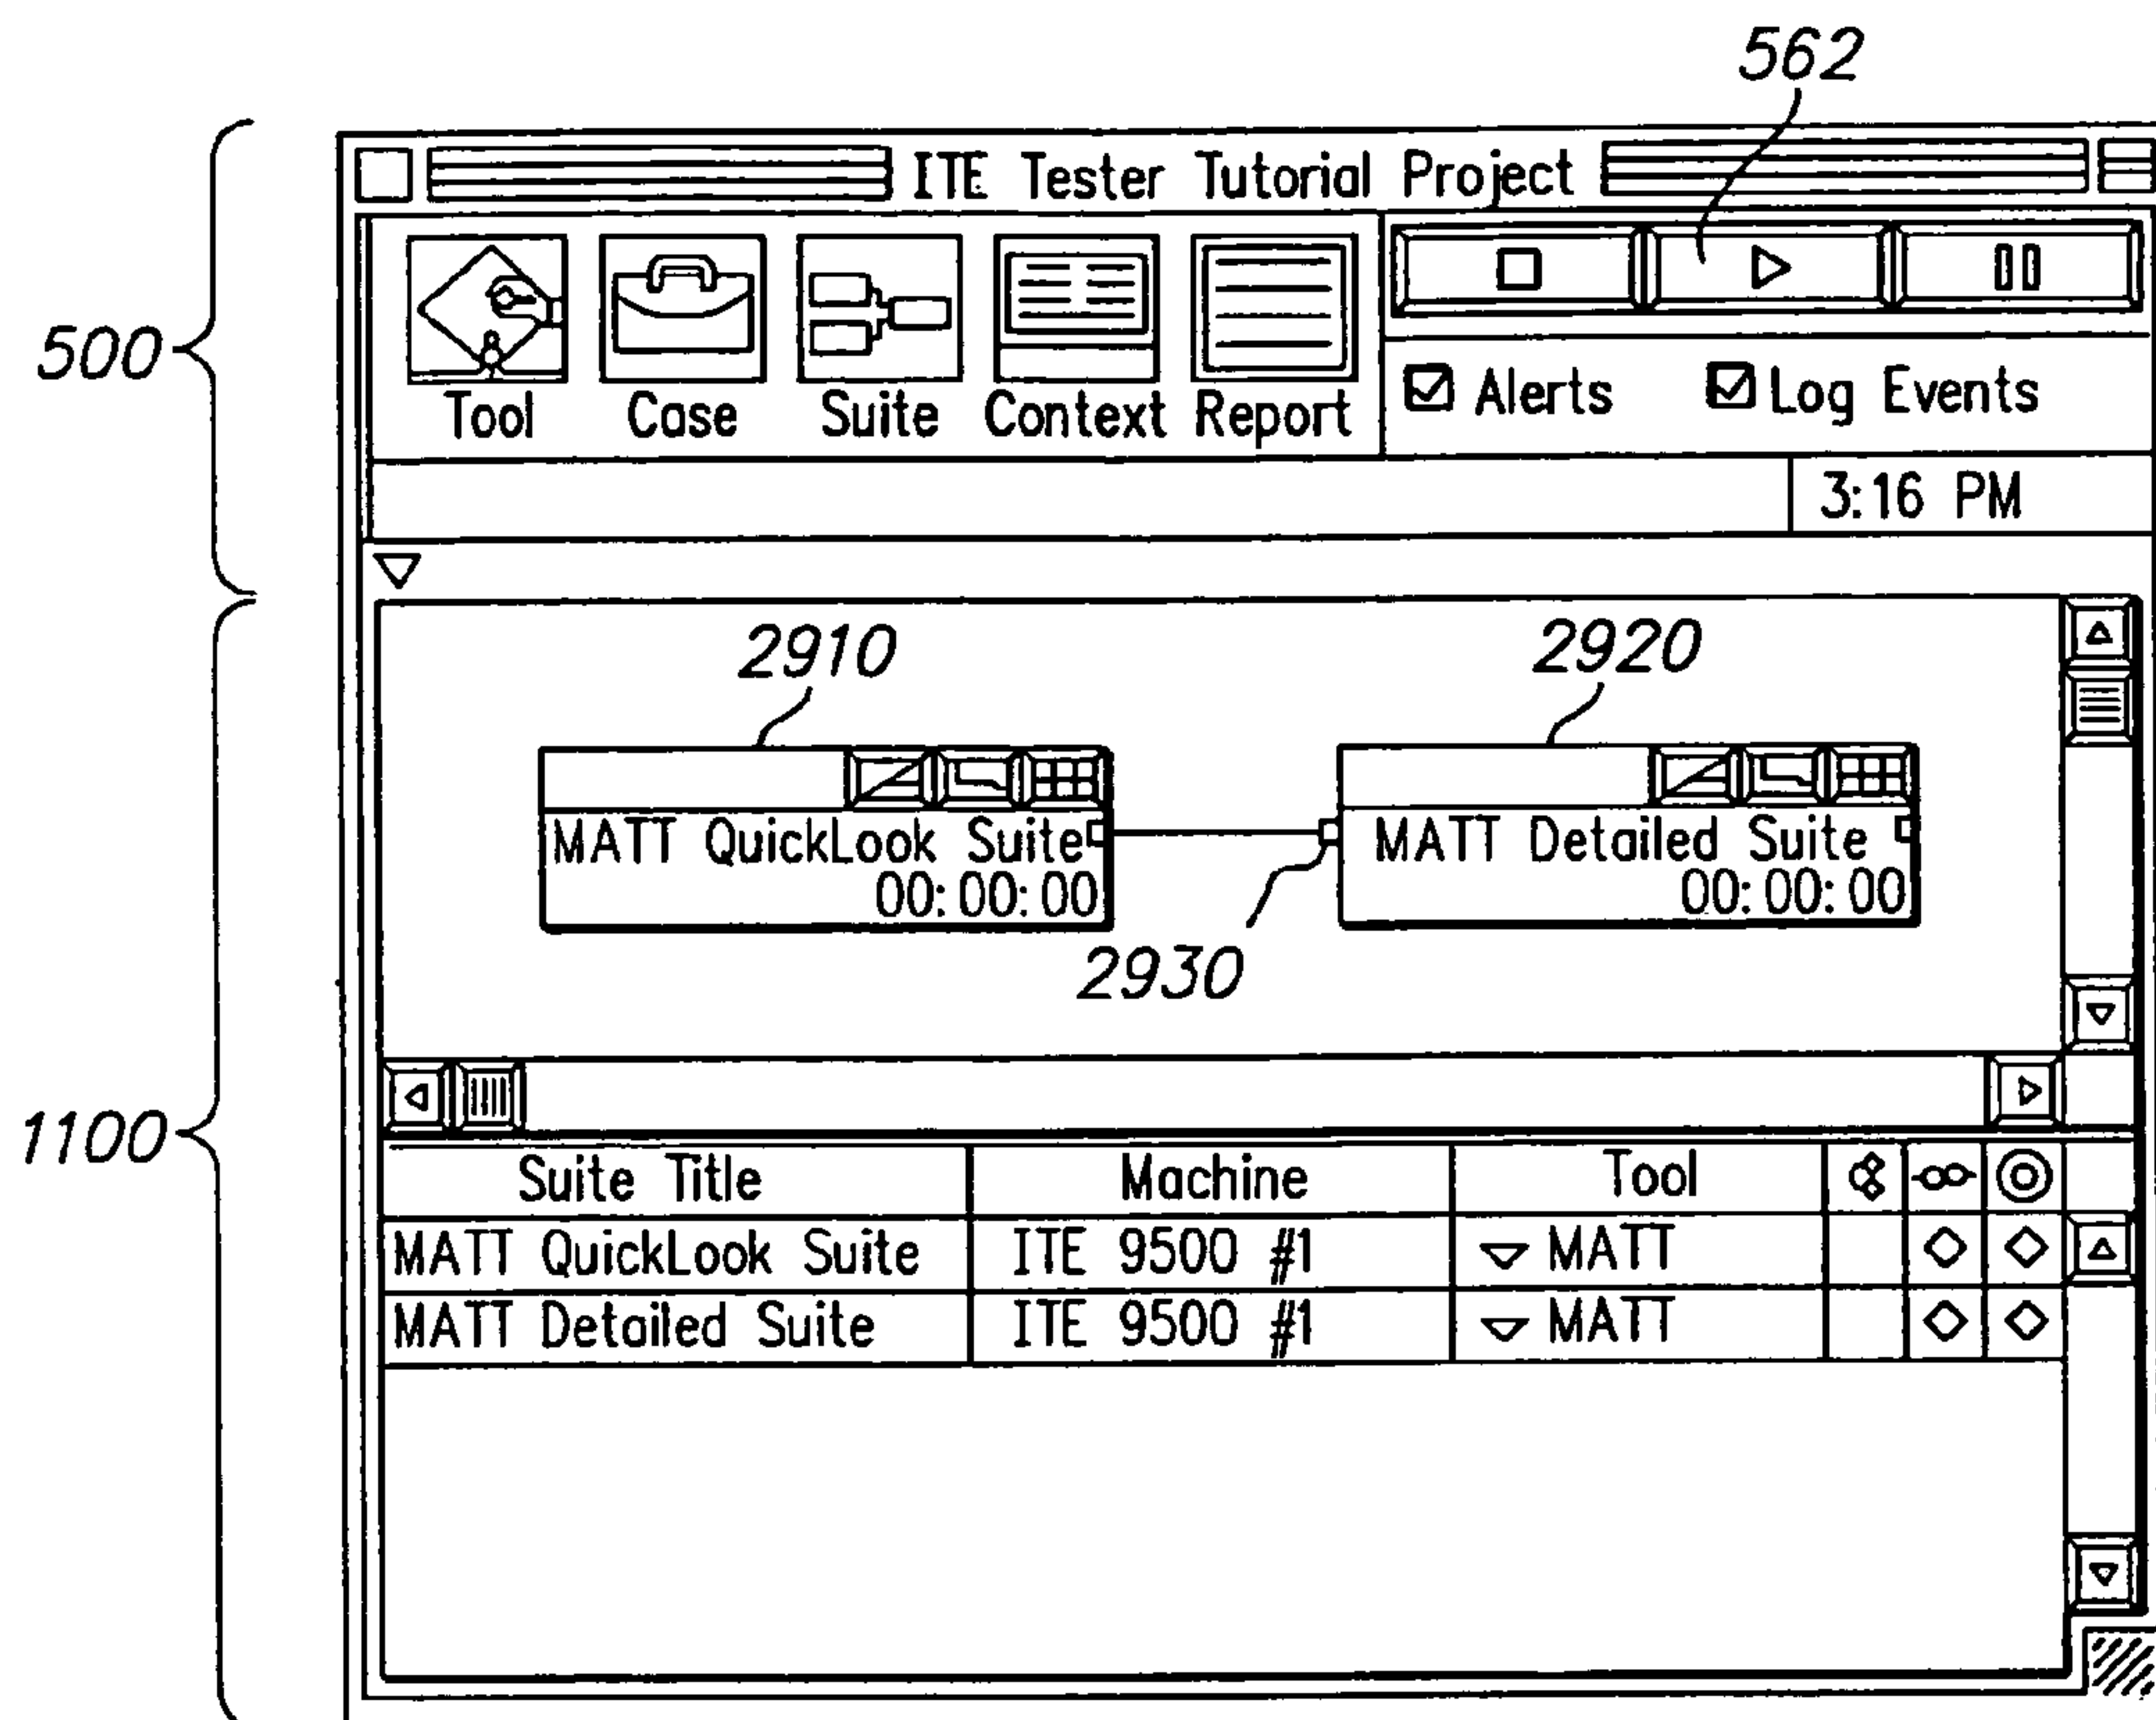 562
ITE Tester Tutorial Project
500
Tool Case Suite Context Report
Alerts Log Events
3:16 PM
2910 2920
MATT QuickLook Suite MATT Detailed Suite
00:00:00 00:00:00
2930
1100
Suite Title Machine Tool
MATT QuickLook Suite ITE 9500 #1 MATT
MATT Detailed Suite ITE 9500 #1 MATT